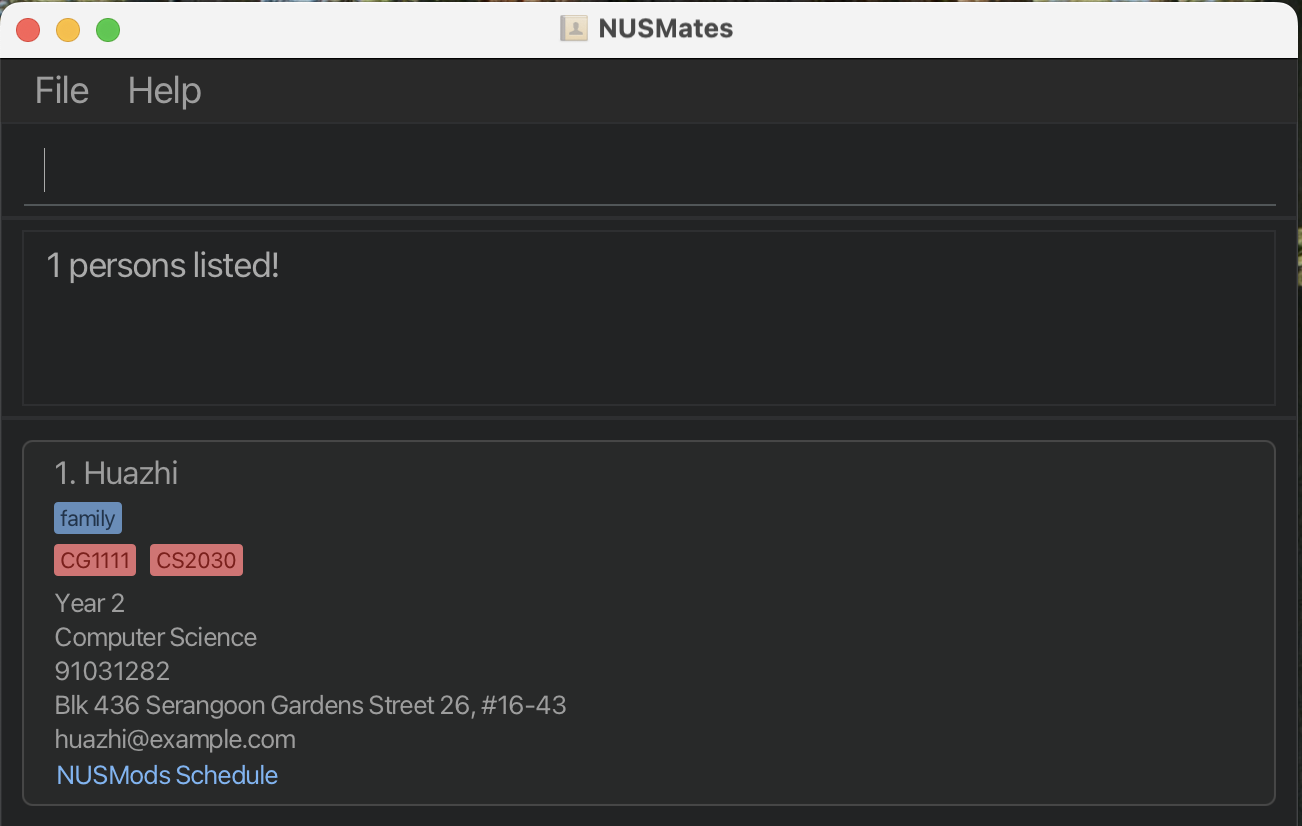 NUSMates
File Help
1 persons listed!
1. Huazhi
family
CG1111 CS2030
Year 2
Computer Science
91031282
Blk 436 Serangoon Gardens Street 26, #16-43
huazhi@example.com
NUSMods Schedule